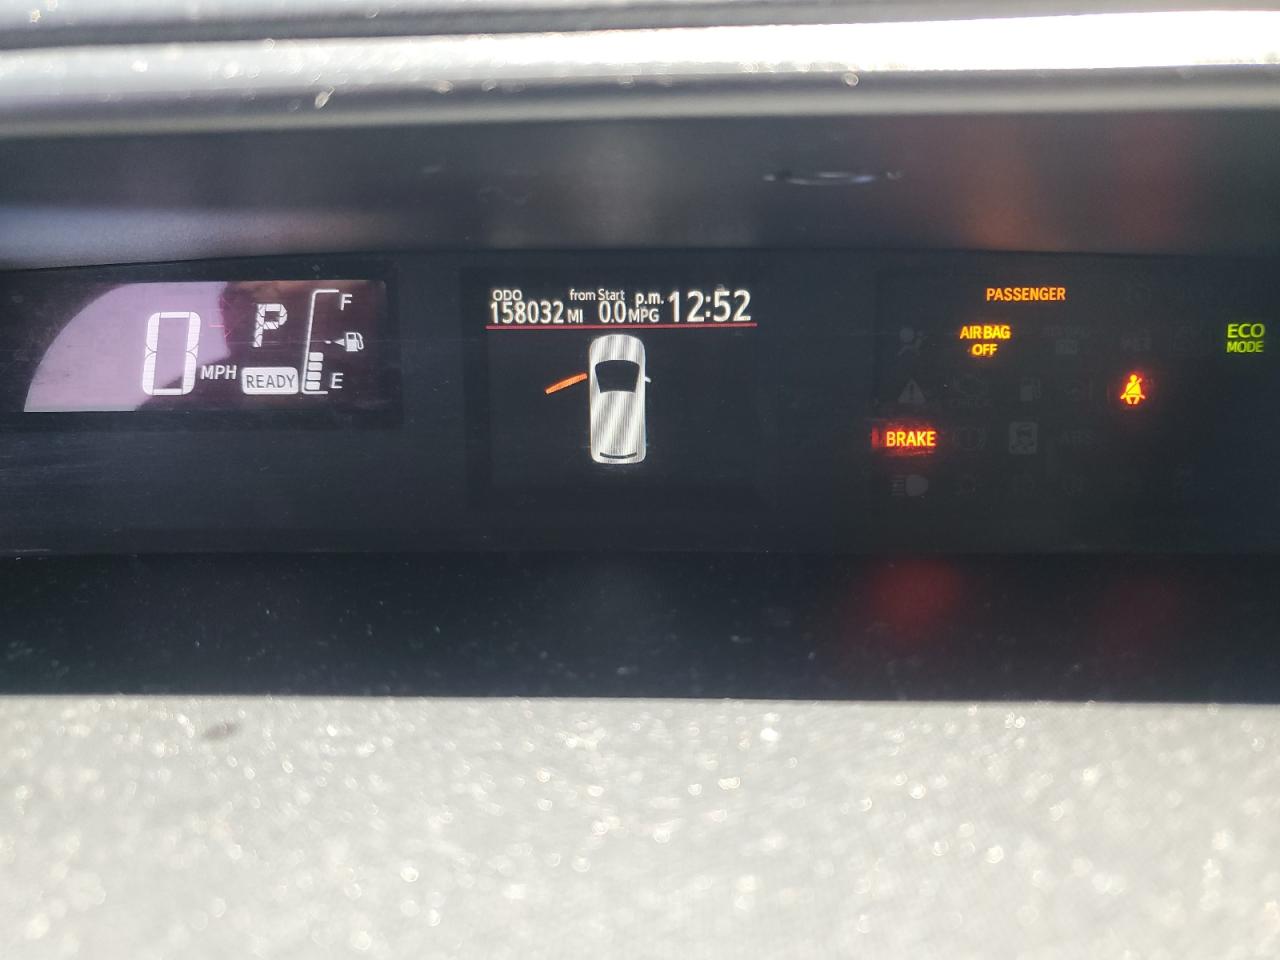 ODO from Start p.m. 12:52
158032 MI 0.0 MPG
0 MPH
P
READY
F
E
PASSENGER
AIR BAG
OFF
ECO
MODE
BRAKE